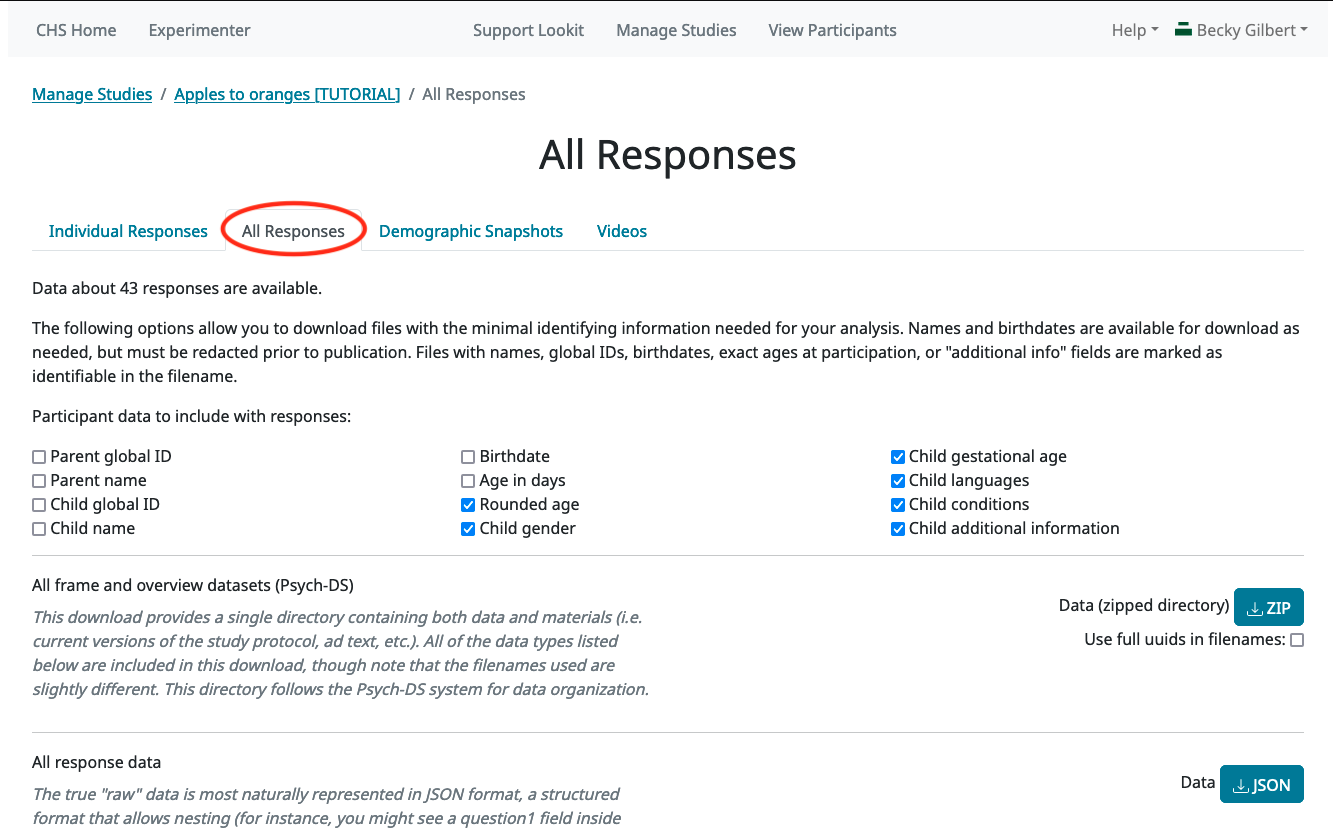 CHS Home Experimenter Support Lookit Manage Studies View Participants Help Becky Gilbert
Manage Studies / Apples to oranges [TUTORIAL] / All Responses
All Responses
Individual Responses All Responses Demographic Snapshots Videos
Data about 43 responses are available.
The following options allow you to download files with the minimal identifying information needed for your analysis. Names and birthdates are available for download as
needed, but must be redacted prior to publication. Files with names, global IDs, birthdates, exact ages at participation, or "additional info" fields are marked as
identifiable in the filename.
Participant data to include with responses:
Parent global ID Birthdate Child gestational age
Parent name Age in days Child languages
Child global ID Rounded age Child conditions
Child name Child gender Child additional information
All frame and overview datasets (Psych-DS)
Data (zipped directory) ZIP
Use full uuids in filenames:
This download provides a single directory containing both data and materials (i.e.
current versions of the study protocol, ad text, etc.). All of the data types listed
below are included in this download, though note that the filenames used are
slightly different. This directory follows the Psych-DS system for data organization.
All response data
Data JSON
The true "raw" data is most naturally represented in JSON format, a structured
format that allows nesting (for instance, you might see a question1 field inside